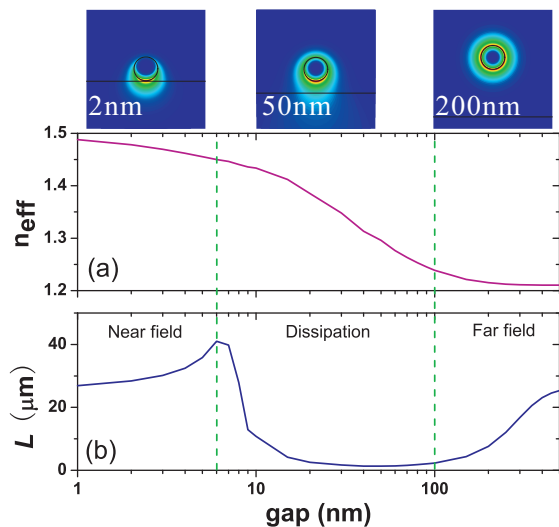 2nm
50nm
200nm
1.5
1.4
1.3
1.2
n_eff
(a)
Near field
Dissipation
Far field
40
20
0
L (μm)
(b)
1
10
100
gap (nm)